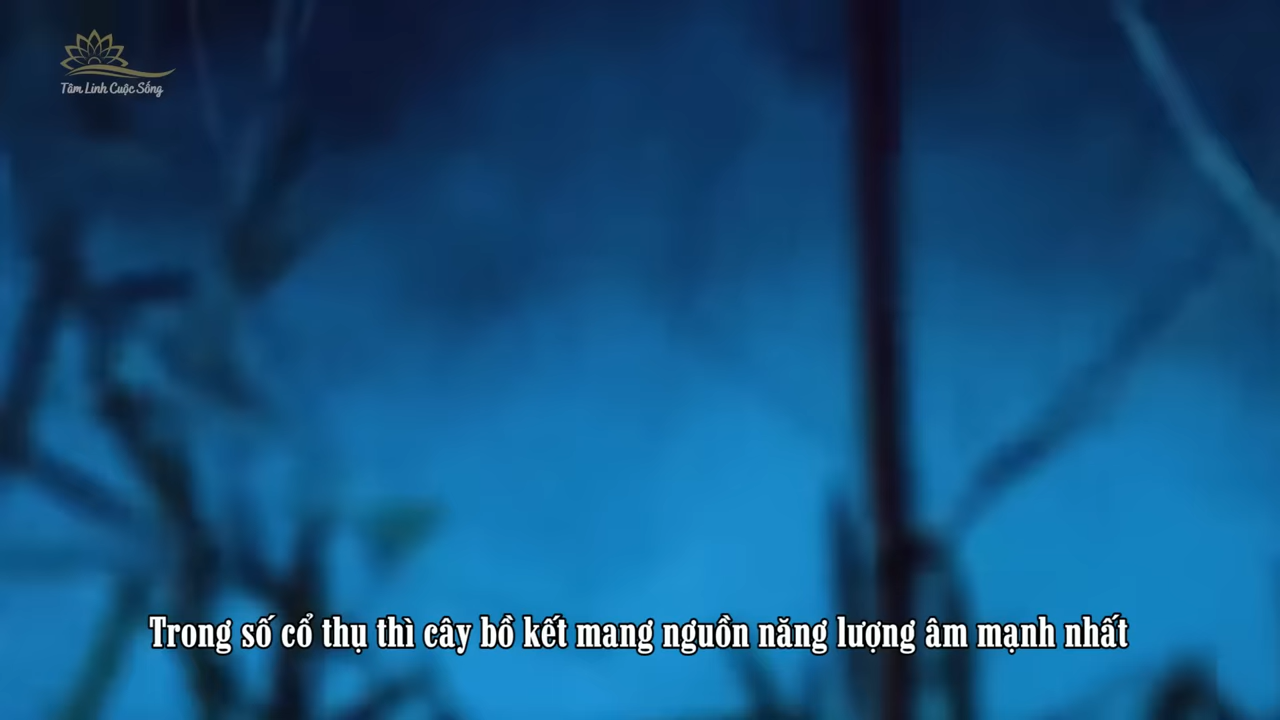 Tâm Linh Cuộc Sống
Trong số cổ thụ thì cây bồ kết mang nguồn năng lượng âm mạnh nhất